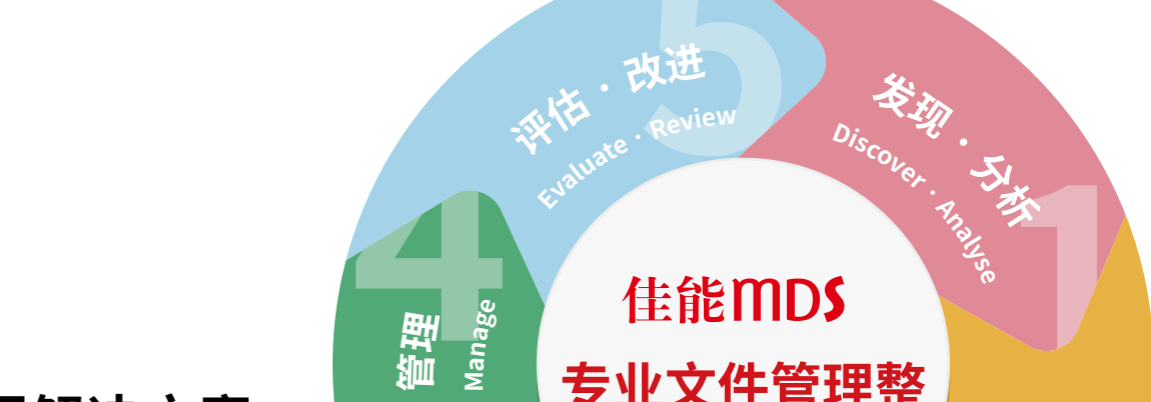 5
评估·改进
Evaluate · Review
发现·分析
Discover · Analyse
1
4
管理
Manage
佳能MDS
专业文件管理整